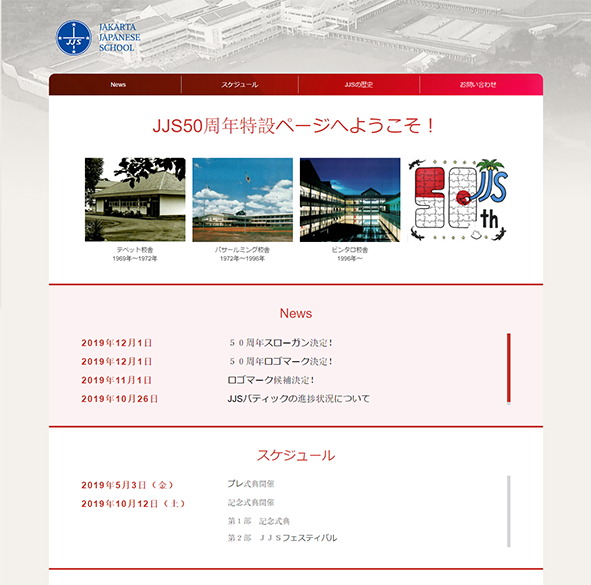 JAKARTA
JAPANESE
SCHOOL
JJS
News
スケジュール
JJSの歴史
お問い合わせ
JJS50周年特設ページへようこそ！
50 JJS
th
テベット校舎
1969年～1972年
パサールミング校舎
1972年～1996年
ビンタロ校舎
1996年～
News
2019年12月1日 ５０周年スローガン決定！
2019年12月1日 ５０周年ロゴマーク決定！
2019年11月1日 ロゴマーク候補決定！
2019年10月26日 JJSバティックの進捗状況について
スケジュール
2019年5月3日（金） プレ式典開催
2019年10月12日（土） 記念式典開催
第１部　記念式典
第２部　ＪＪＳフェスティバル